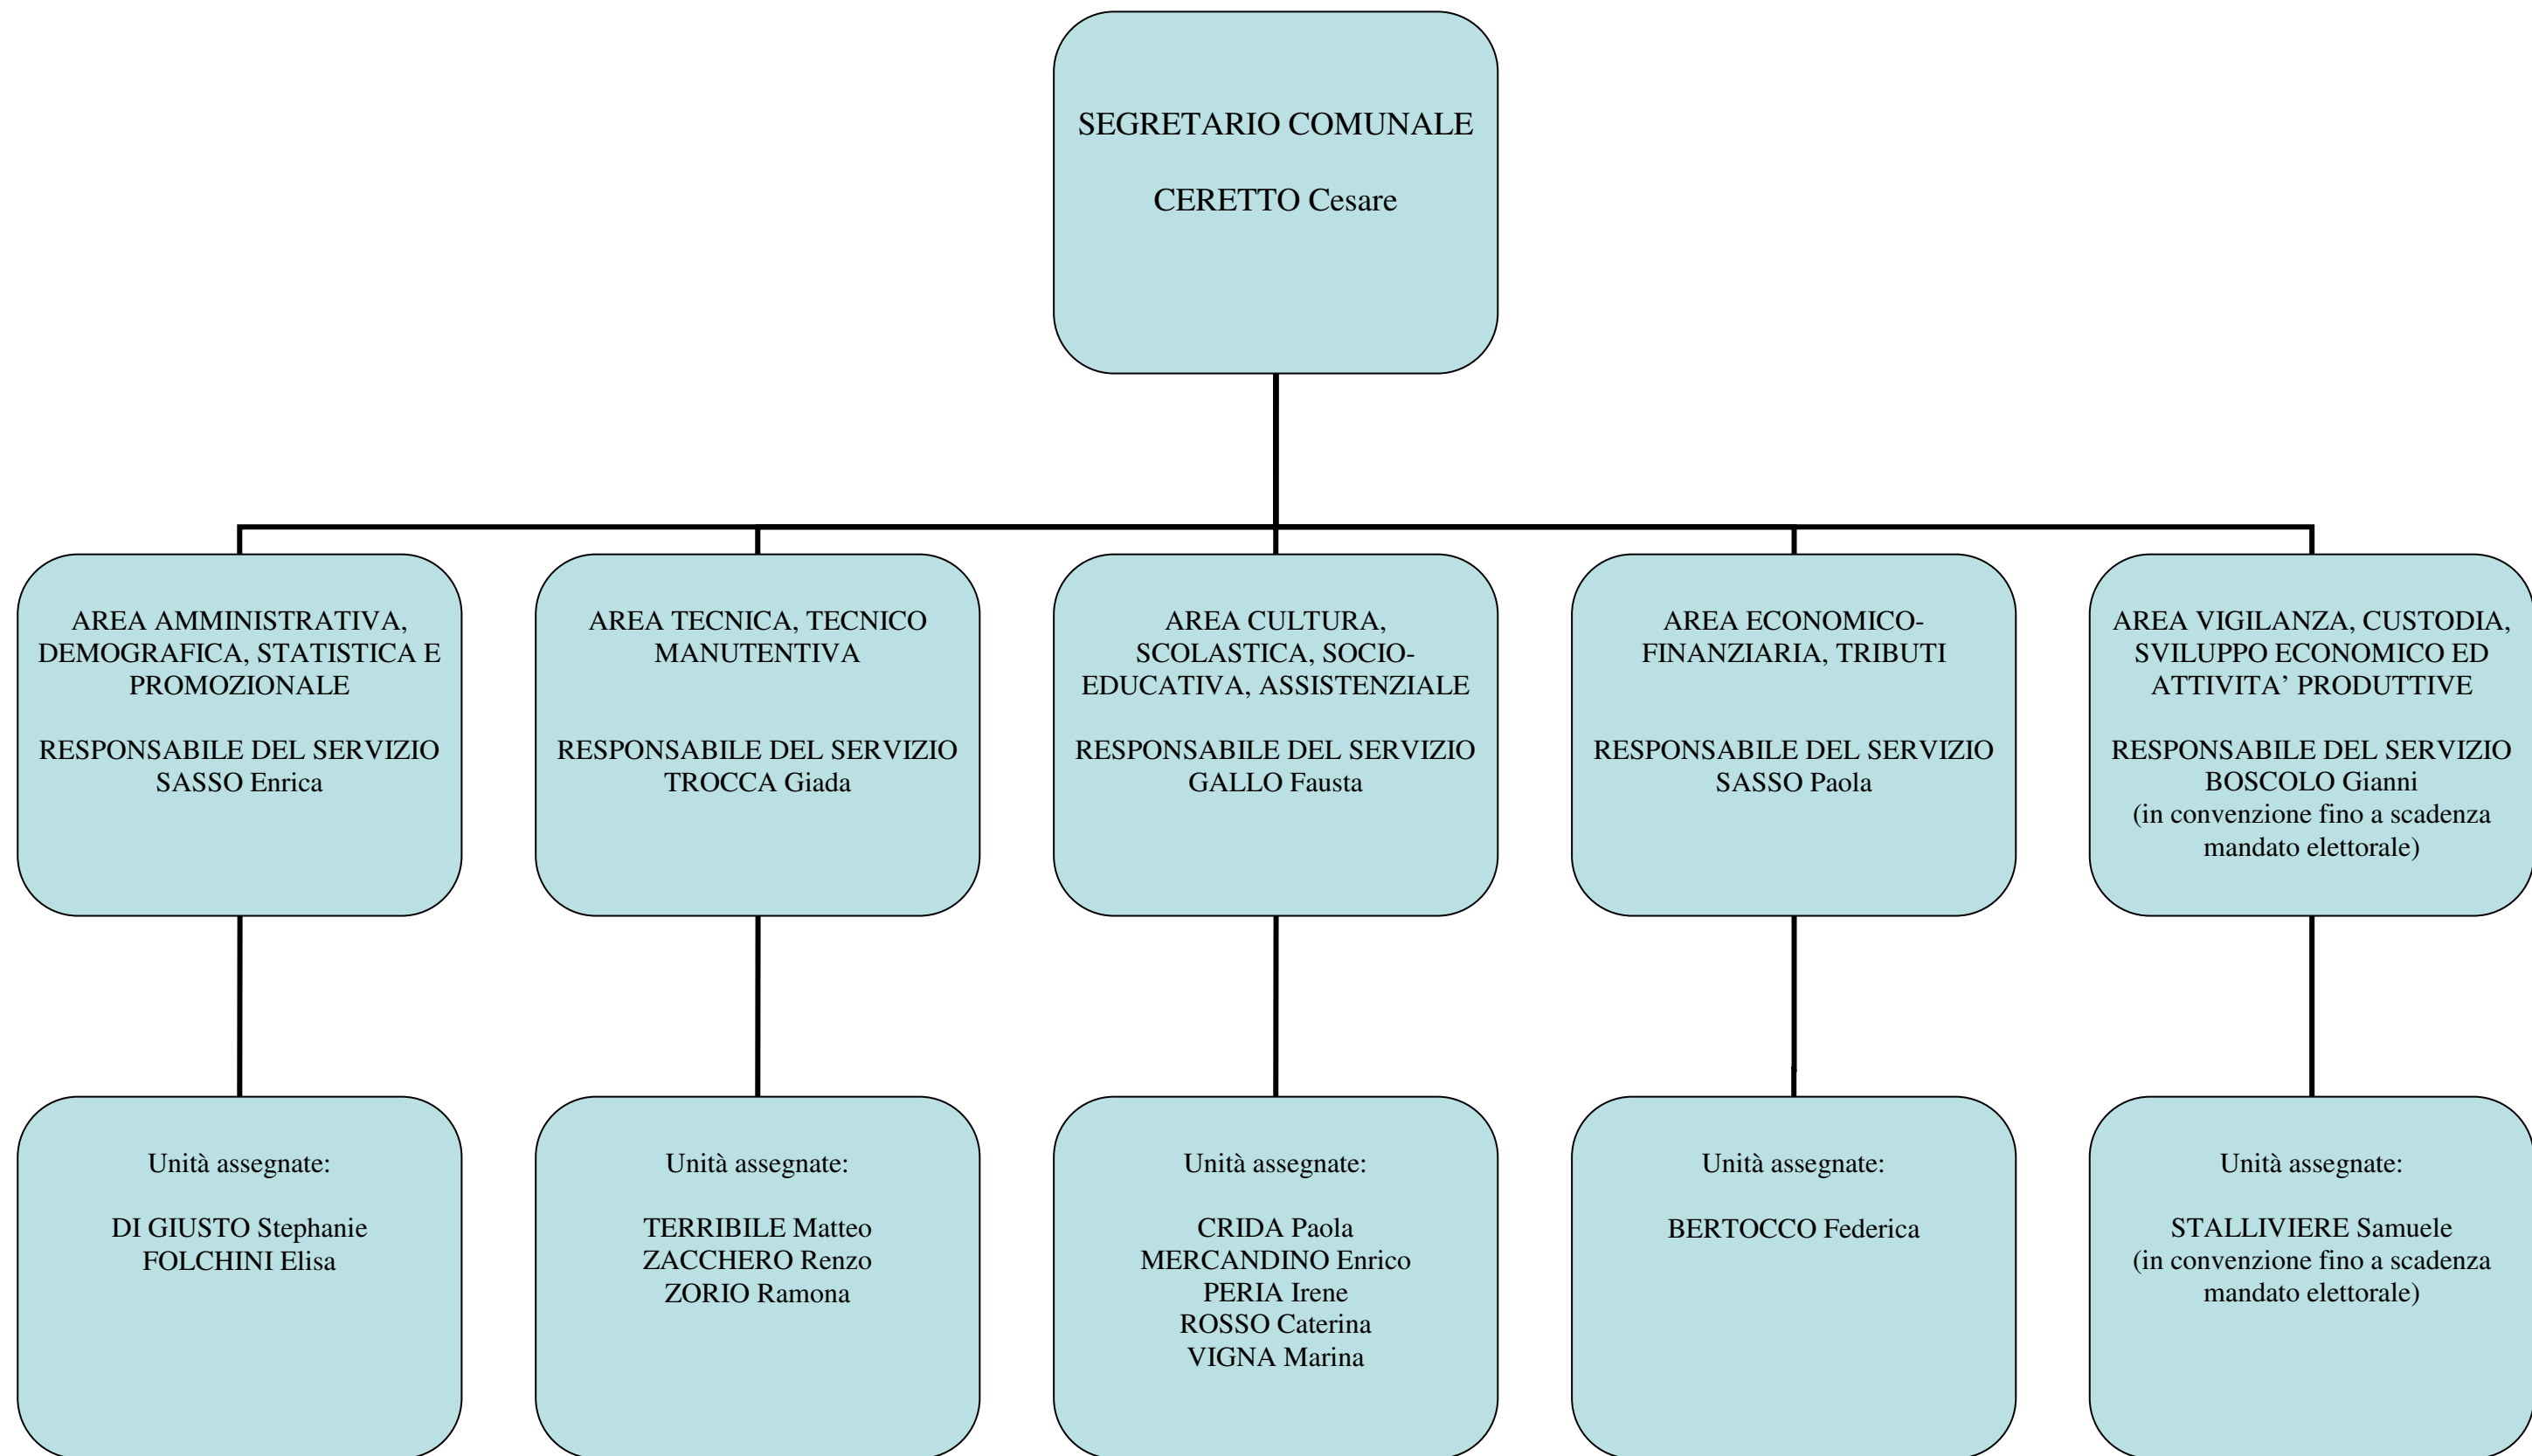 SEGRETARIO COMUNALE
CERETTO Cesare
AREA AMMINISTRATIVA,
DEMOGRAFICA, STATISTICA E
PROMOZIONALE
RESPONSABILE DEL SERVIZIO
SASSO Enrica
AREA TECNICA, TECNICO
MANUTENTIVA
RESPONSABILE DEL SERVIZIO
TROCCA Giada
AREA CULTURA,
SCOLASTICA, SOCIO-
EDUCATIVA, ASSISTENZIALE
RESPONSABILE DEL SERVIZIO
GALLO Fausta
AREA ECONOMICO-
FINANZIARIA, TRIBUTI
RESPONSABILE DEL SERVIZIO
SASSO Paola
AREA VIGILANZA, CUSTODIA,
SVILUPPO ECONOMICO ED
ATTIVITA’ PRODUTTIVE
RESPONSABILE DEL SERVIZIO
BOSCOLO Gianni
(in convenzione fino a scadenza
mandato elettorale)
Unità assegnate:
DI GIUSTO Stephanie
FOLCHINI Elisa
Unità assegnate:
TERRIBILE Matteo
ZACCHERO Renzo
ZORIO Ramona
Unità assegnate:
CRIDA Paola
MERCANDINO Enrico
PERIA Irene
ROSSO Caterina
VIGNA Marina
Unità assegnate:
BERTOCCO Federica
Unità assegnate:
STALLIVIERE Samuele
(in convenzione fino a scadenza
mandato elettorale)